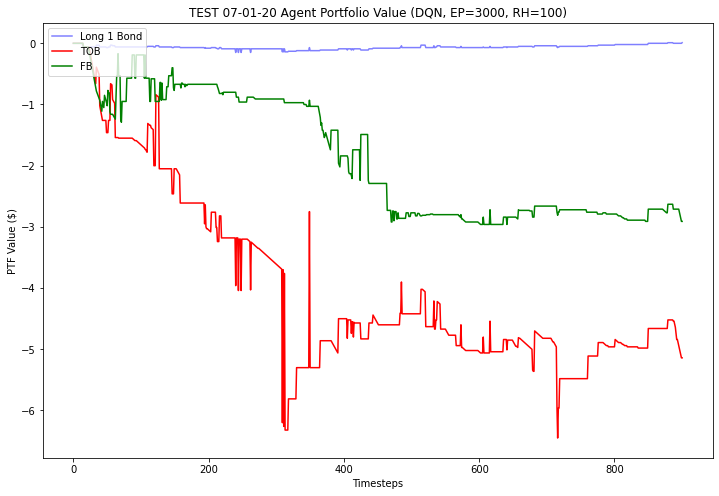 TEST 07-01-20 Agent Portfolio Value (DQN, EP=3000, RH=100)
Long 1 Bond
TOB
FB
0
−1
−2
−3
−4
−5
−6
PTF Value ($)
0 200 400 600 800
Timesteps